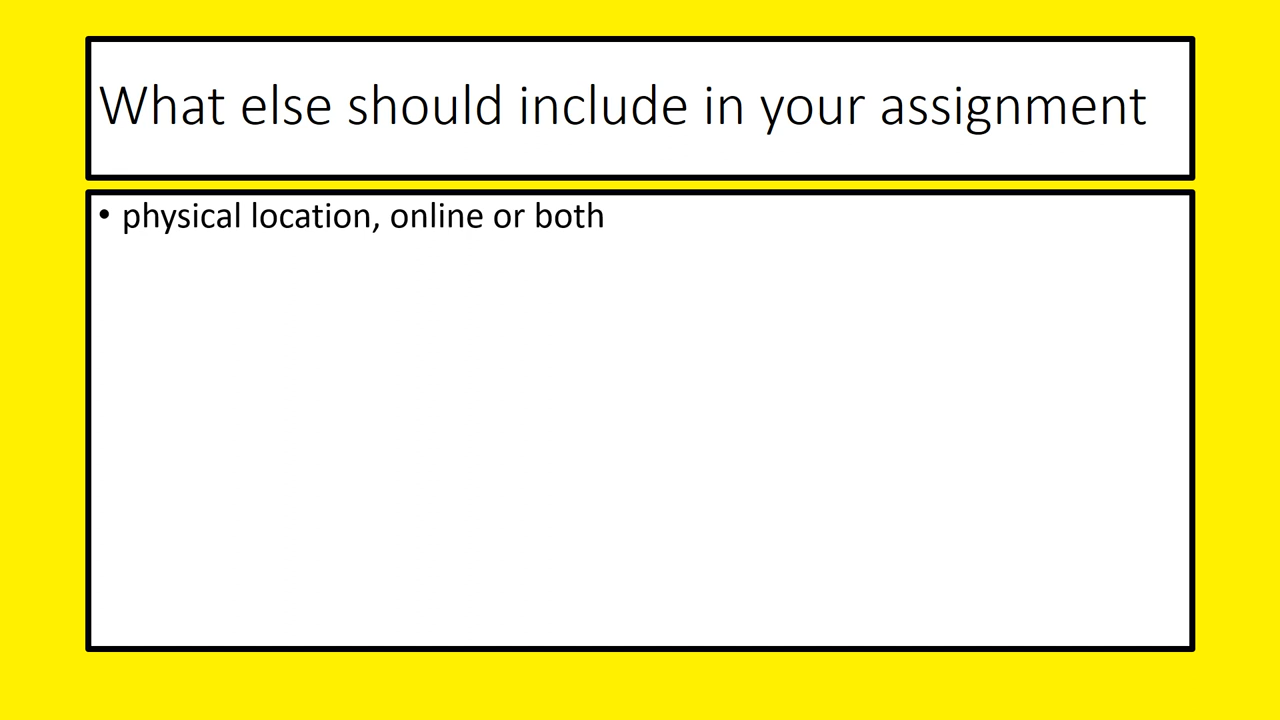 What else should include in your assignment
• physical location, online or both